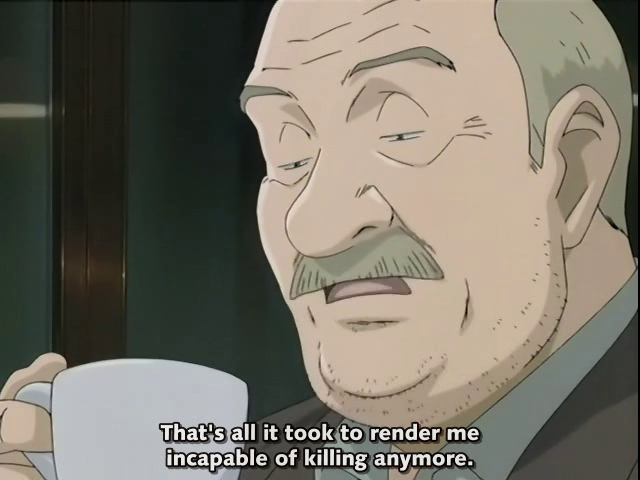 That's all it took to render me
incapable of killing anymore.